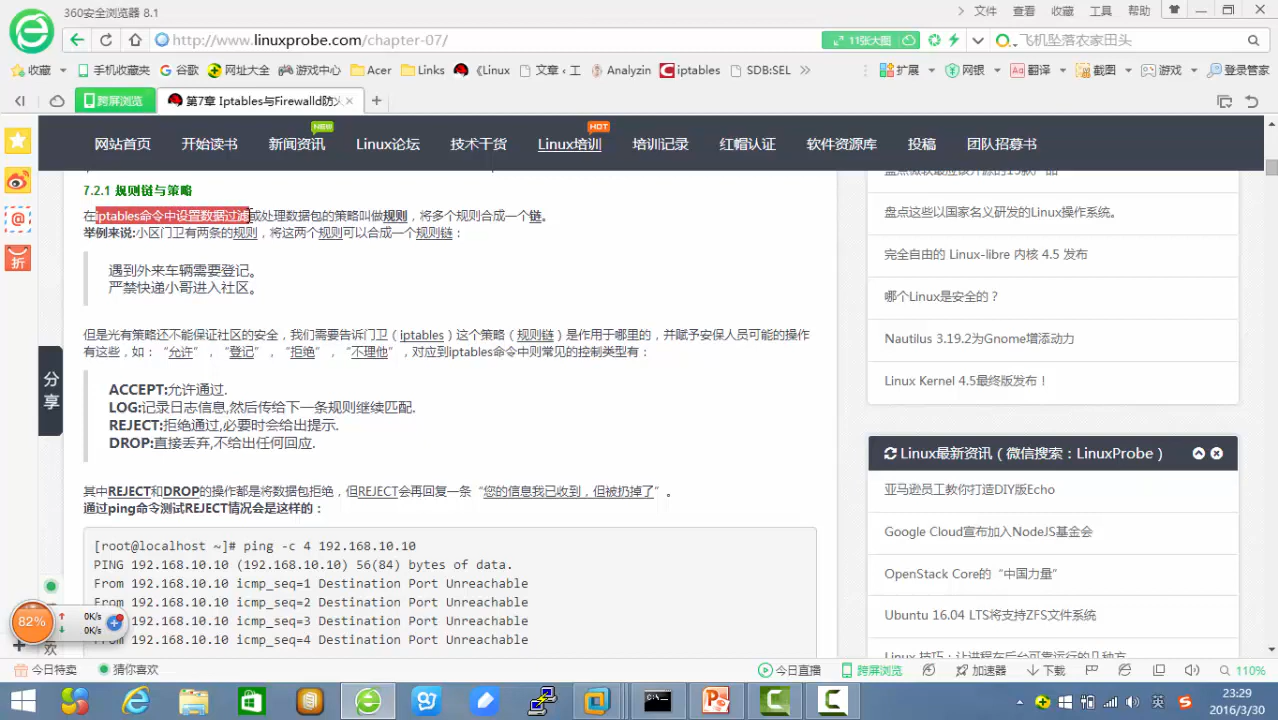 360安全浏览器 8.1
文件 查看 收藏 工具 帮助
http://www.linuxprobe.com/chapter-07/
11张大图
飞机坠落农家田头
收藏 手机收藏夹 谷歌 网址大全 游戏中心 Acer Links 《Linux 文章‹工 Analyzin iptables SDB:SEL »
扩展 网银 翻译 截图 游戏 登录管家
跨屏浏览
第7章 Iptables与Firewalld防火
网站首页 开始读书 新闻资讯 Linux论坛 技术干货 Linux培训 培训记录 红帽认证 软件资源库 投稿 团队招募书
NEW
HOT
7.2.1 规则链与策略
在iptables命令中设置数据过滤或处理数据包的策略叫做规则，将多个规则合成一个链。
举例来说:小区门卫有两条的规则，将这两个规则可以合成一个规则链：
遇到外来车辆需要登记。
严禁快递小哥进入社区。
但是光有策略还不能保证社区的安全，我们需要告诉门卫（iptables）这个策略（规则链）是作用于哪里的，并赋予安保人员可能的操作
有这些，如：“允许”，“登记”，“拒绝”，“不理他”，对应到iptables命令中则常见的控制类型有：
ACCEPT:允许通过.
LOG:记录日志信息,然后传给下一条规则继续匹配.
REJECT:拒绝通过,必要时会给出提示.
DROP:直接丢弃,不给出任何回应.
其中REJECT和DROP的操作都是将数据包拒绝，但REJECT会再回复一条“您的信息我已收到，但被扔掉了”。
通过ping命令测试REJECT情况会是这样的：
[root@localhost ~]# ping -c 4 192.168.10.10
PING 192.168.10.10 (192.168.10.10) 56(84) bytes of data.
From 192.168.10.10 icmp_seq=1 Destination Port Unreachable
From 192.168.10.10 icmp_seq=2 Destination Port Unreachable
192.168.10.10 icmp_seq=3 Destination Port Unreachable
192.168.10.10 icmp_seq=4 Destination Port Unreachable
盘点这些以国家名义研发的Linux操作系统。
完全自由的 Linux-libre 内核 4.5 发布
哪个Linux是安全的？
Nautilus 3.19.2为Gnome增添动力
Linux Kernel 4.5最终版发布！
Linux最新资讯（微信搜索：LinuxProbe）
亚马逊员工教你打造DIY版Echo
Google Cloud宣布加入NodeJS基金会
OpenStack Core的“中国力量”
Ubuntu 16.04 LTS将支持ZFS文件系统
Linux 技巧：让进程在后台可靠运行的几种方
折
分
享
82%
0K/s
0K/s
欢
今日特卖 猜你喜欢
今日直播 跨屏浏览 加速器 下载 110%
英
23:29
2016/3/30